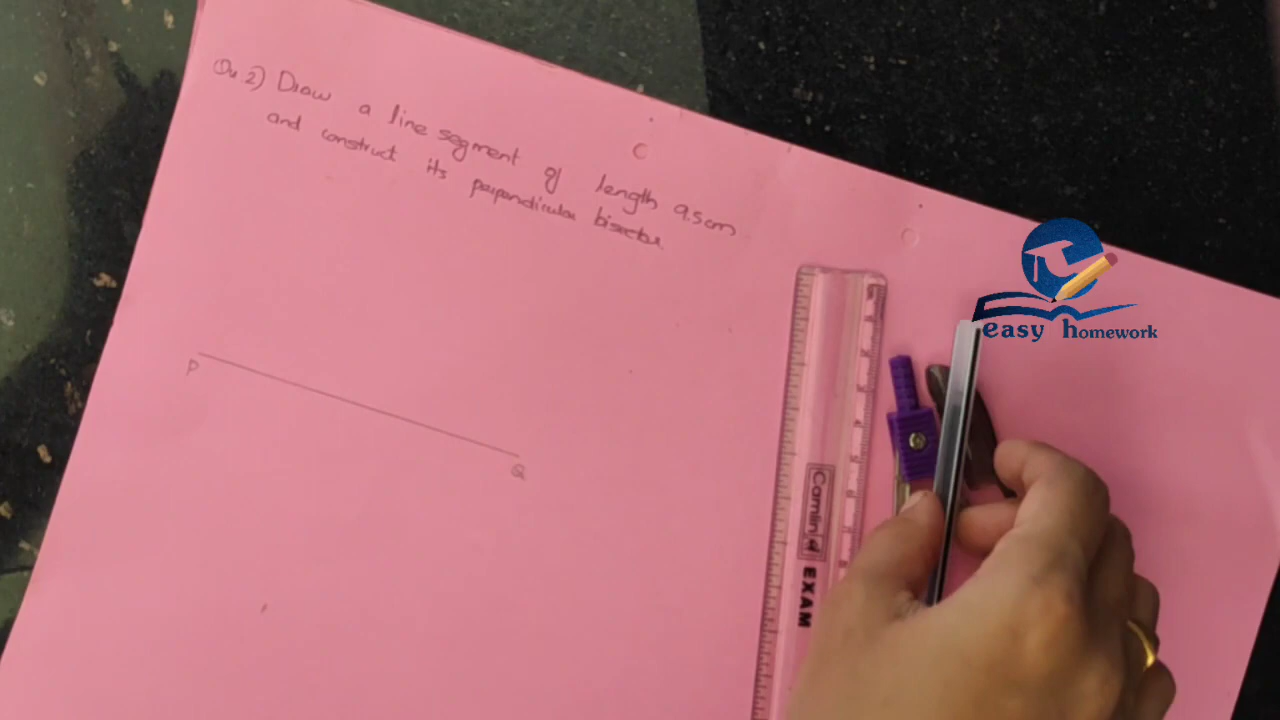 Qu.2) Draw a line segment of length 9.5cm
and construct its perpendicular bisector.
P
Q
Camlin
EXAM
easy homework